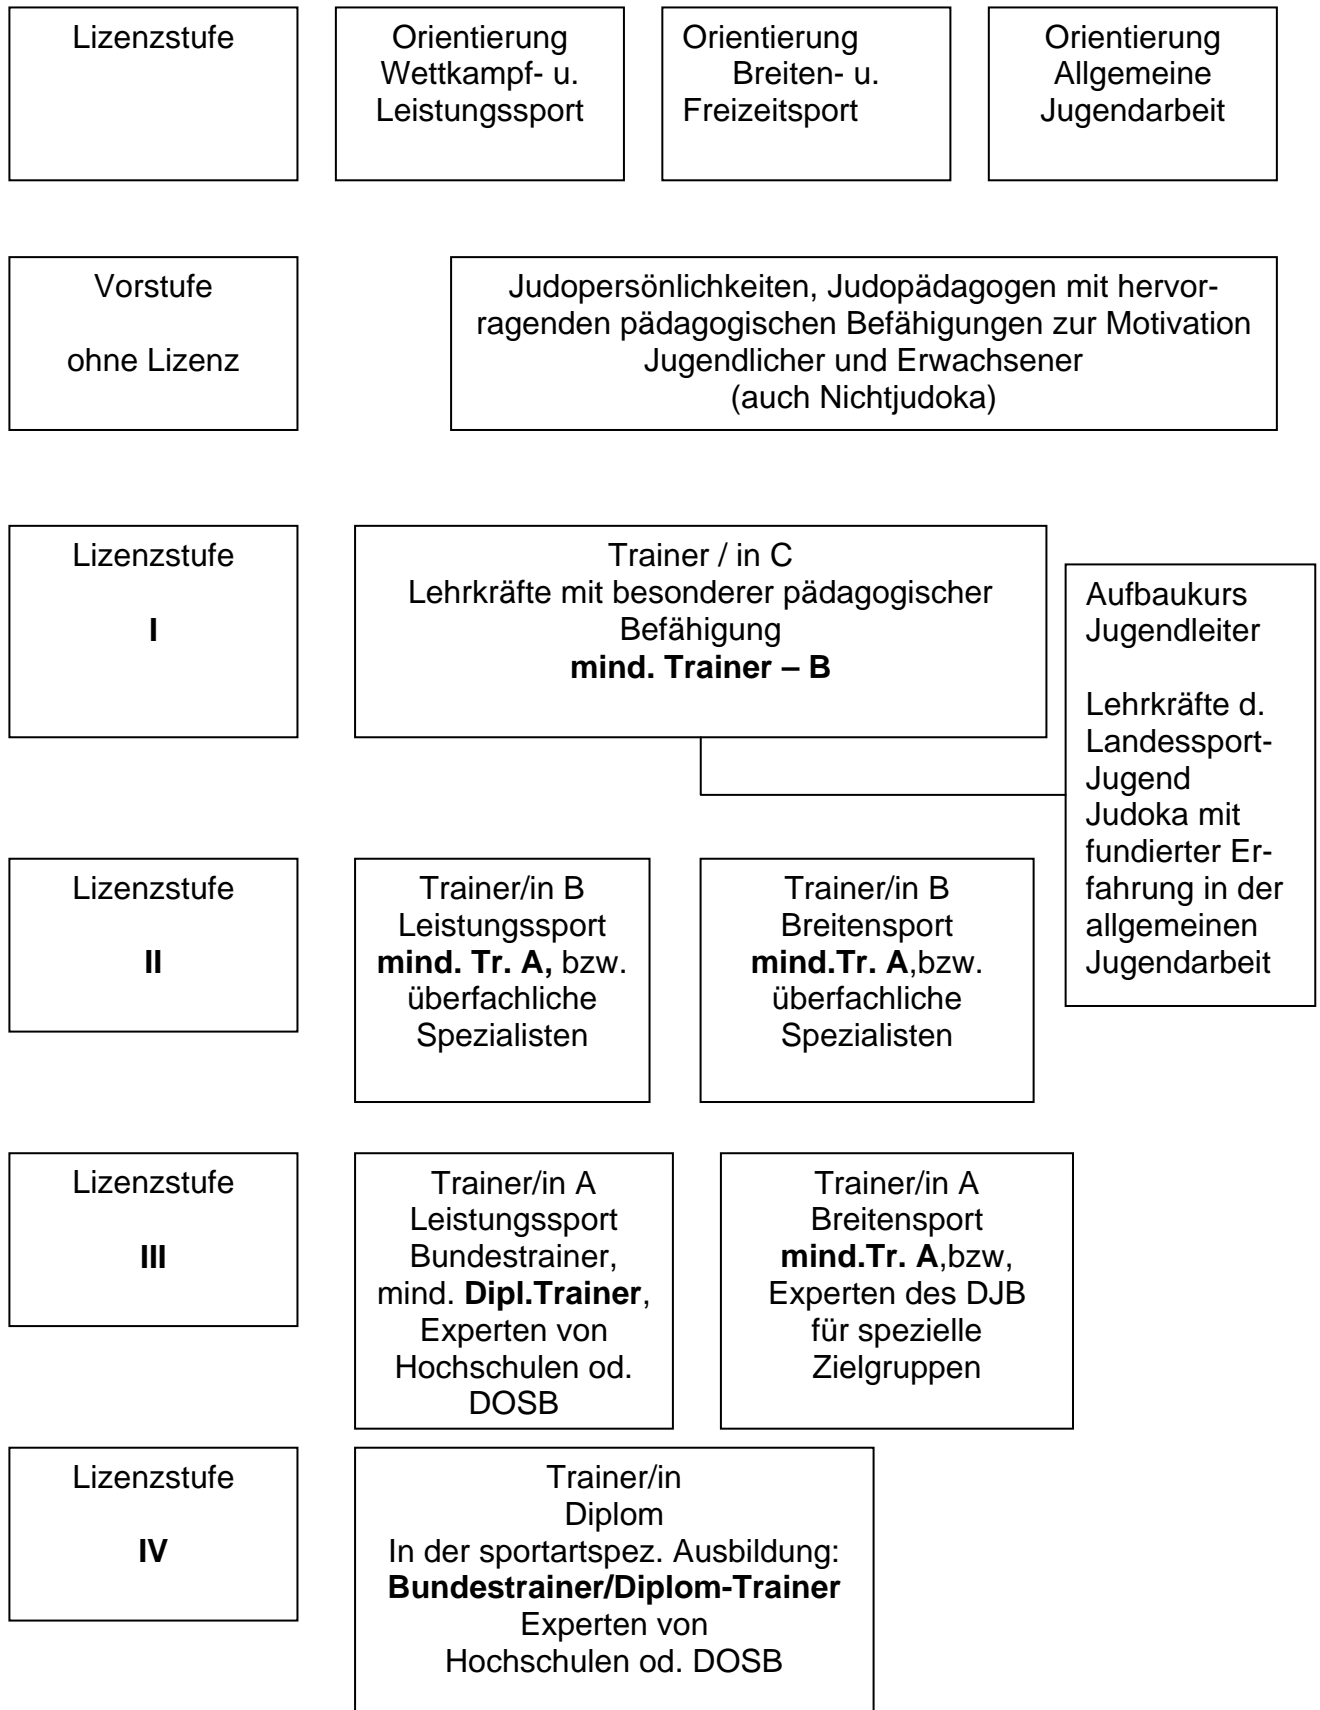 Lizenzstufe
Orientierung
Wettkampf- u.
Leistungssport
Orientierung
Breiten- u.
Freizeitsport
Orientierung
Allgemeine
Jugendarbeit
Vorstufe
ohne Lizenz
Judopersönlichkeiten, Judopädagogen mit hervor-
ragenden pädagogischen Befähigungen zur Motivation
Jugendlicher und Erwachsener
(auch Nichtjudoka)
Lizenzstufe
I
Trainer / in C
Lehrkräfte mit besonderer pädagogischer
Befähigung
mind. Trainer – B
Aufbaukurs
Jugendleiter
Lehrkräfte d.
Landessport-
Jugend
Judoka mit
fundierter Er-
fahrung in der
allgemeinen
Jugendarbeit
Lizenzstufe
II
Trainer/in B
Leistungssport
mind. Tr. A, bzw.
überfachliche
Spezialisten
Trainer/in B
Breitensport
mind.Tr. A,bzw.
überfachliche
Spezialisten
Lizenzstufe
III
Trainer/in A
Leistungssport
Bundestrainer,
mind. Dipl.Trainer,
Experten von
Hochschulen od.
DOSB
Trainer/in A
Breitensport
mind.Tr. A,bzw,
Experten des DJB
für spezielle
Zielgruppen
Lizenzstufe
IV
Trainer/in
Diplom
In der sportartspez. Ausbildung:
Bundestrainer/Diplom-Trainer
Experten von
Hochschulen od. DOSB